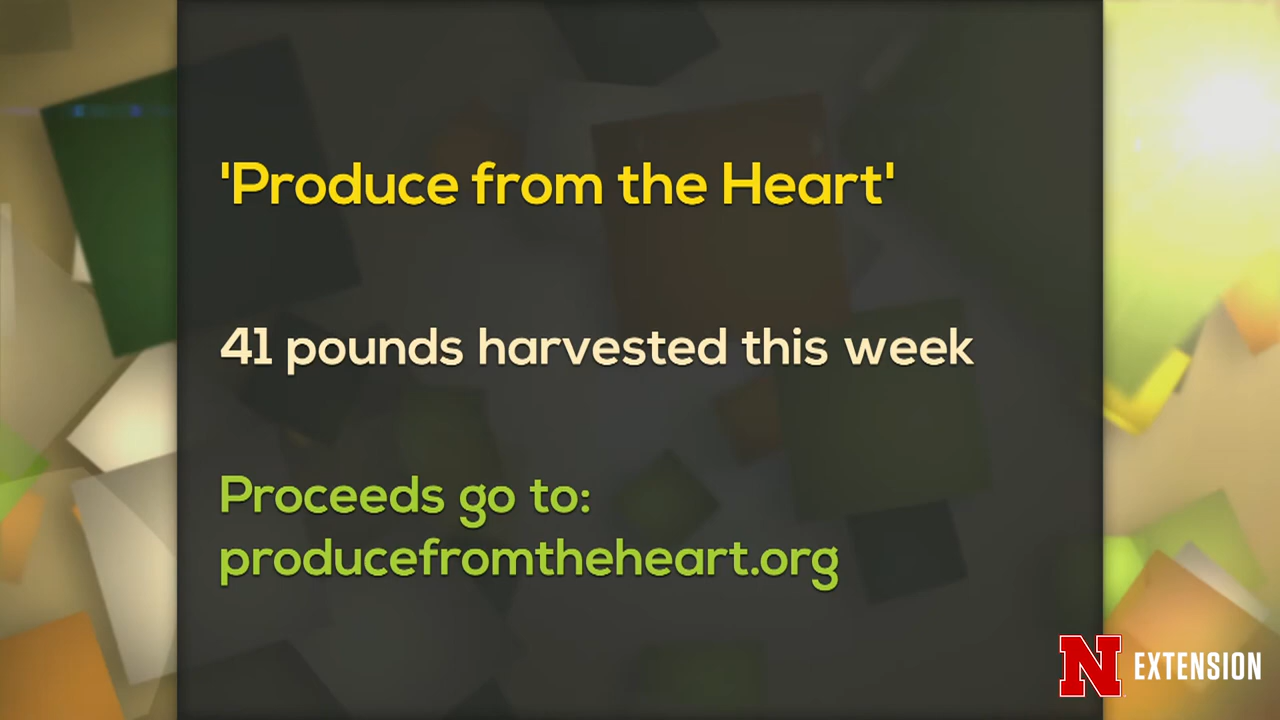 'Produce from the Heart'
41 pounds harvested this week
Proceeds go to:
producefromtheheart.org
N EXTENSION